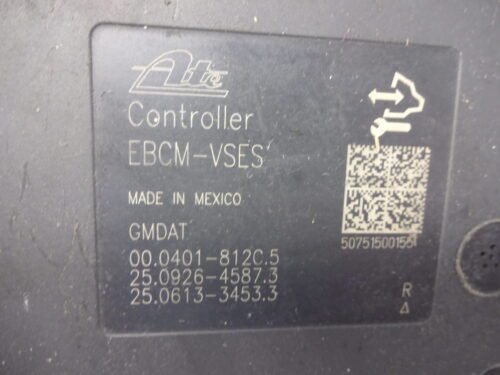 Ate
Controller
EBCM-VSES
MADE IN MEXICO
GMDAT
00.0401-812C.5
25.0926-4587.3
25.0613-3453.3
50751500155
R
Δ